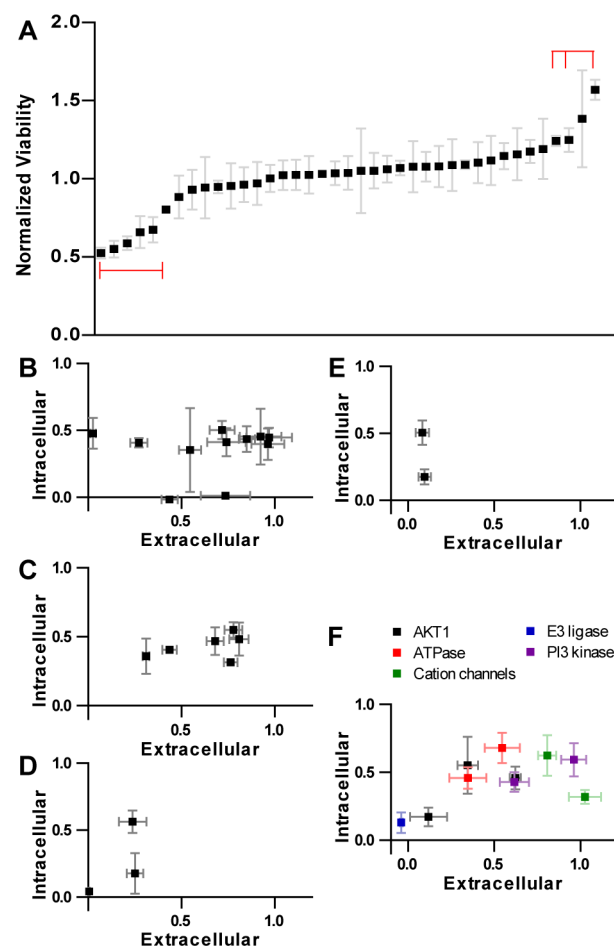 A
2.0
1.5
1.0
0.5
0.0
Normalized Viability
B
1.0
0.5
0.0
Intracellular
0.5
1.0
Extracellular
E
1.0
0.5
0.0
Intracellular
0.0
0.5
1.0
Extracellular
C
1.0
0.5
0.0
Intracellular
0.5
1.0
Extracellular
F
AKT1
ATPase
Cation channels
E3 ligase
PI3 kinase
1.0
0.5
0.0
Intracellular
0.0
0.5
1.0
Extracellular
D
1.0
0.5
0.0
Intracellular
0.5
1.0
Extracellular